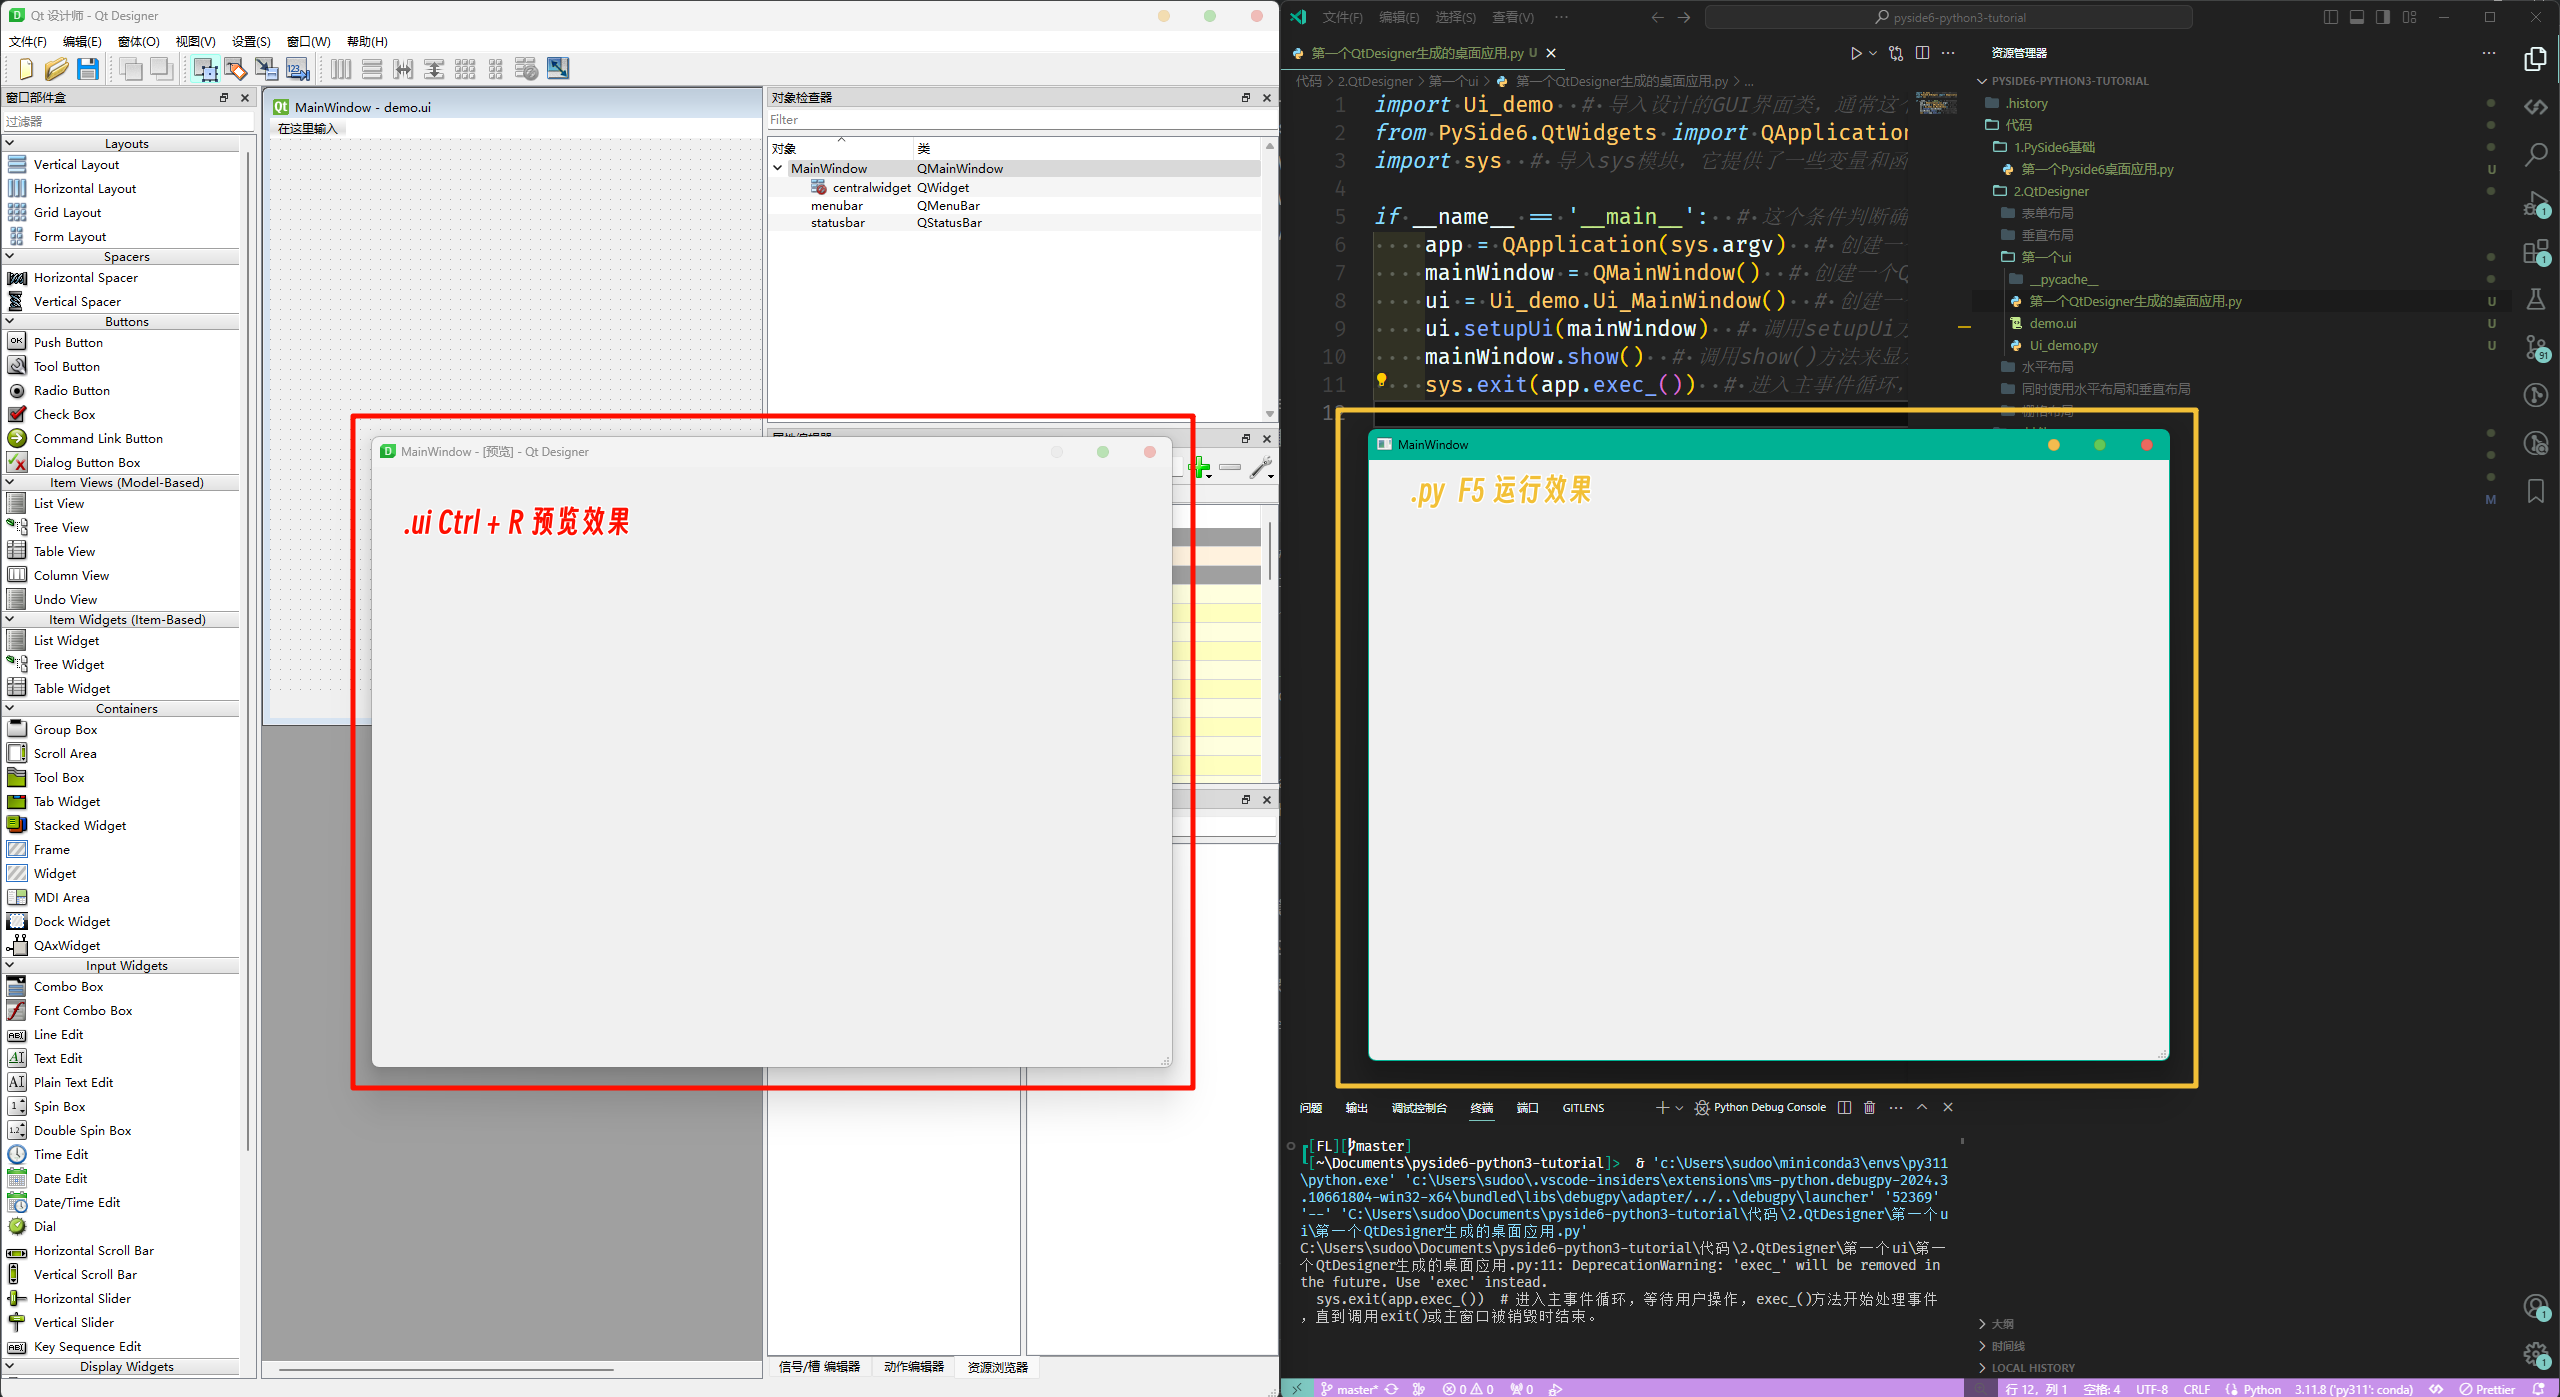 Qt 设计师 - Qt Designer
文件(F) 编辑(E) 窗体(O) 视图(V) 设置(S) 窗口(W) 帮助(H)
窗口部件盒
过滤器
Layouts
Vertical Layout
Horizontal Layout
Grid Layout
Form Layout
Spacers
Horizontal Spacer
Vertical Spacer
Buttons
Push Button
Tool Button
Radio Button
Check Box
Command Link Button
Dialog Button Box
Item Views (Model-Based)
List View
Tree View
Table View
Column View
Undo View
Item Widgets (Item-Based)
List Widget
Tree Widget
Table Widget
Containers
Group Box
Scroll Area
Tool Box
Tab Widget
Stacked Widget
Frame
Widget
MDI Area
Dock Widget
QAxWidget
Input Widgets
Combo Box
Font Combo Box
Line Edit
Text Edit
Plain Text Edit
Spin Box
Double Spin Box
Time Edit
Date Edit
Date/Time Edit
Dial
Horizontal Scroll Bar
Vertical Scroll Bar
Horizontal Slider
Vertical Slider
Key Sequence Edit
Display Widgets
MainWindow - demo.ui
在这里输入
对象检查器
Filter
对象 类
MainWindow QMainWindow
centralwidget QWidget
menubar QMenuBar
statusbar QStatusBar
MainWindow - [预览] - Qt Designer
.ui Ctrl + R 预览效果
信号/槽 编辑器 动作编辑器 资源浏览器
文件(F) 编辑(E) 选择(S) 查看(V) ···
pyside6-python3-tutorial
第一个QtDesigner生成的桌面应用.py U
代码 > 2.QtDesigner > 第一个ui > 第一个QtDesigner生成的桌面应用.py > ...
1 import Ui_demo # 导入设计的GUI界面类，通常这个
2 from PySide6.QtWidgets import QApplication
3 import sys # 导入sys模块，它提供了一些变量和函
4
5 if __name__ == '__main__': # 这个条件判断确
6 app = QApplication(sys.argv) # 创建一
7 mainWindow = QMainWindow() # 创建一个Q
8 ui = Ui_demo.Ui_MainWindow() # 创建一
9 ui.setupUi(mainWindow) # 调用setupUi方
10 mainWindow.show() # 调用show()方法来显
11 sys.exit(app.exec_()) # 进入主事件循环，
12
MainWindow
.py F5 运行效果
资源管理器
PYSIDE6-PYTHON3-TUTORIAL
.history
代码
1.PySide6基础
第一个Pyside6桌面应用.py U
2.QtDesigner
表单布局
垂直布局
第一个ui
__pycache__
第一个QtDesigner生成的桌面应用.py U
demo.ui U
Ui_demo.py U
水平布局
同时使用水平布局和垂直布局
栅格布局
M
问题 输出 调试控制台 终端 端口 GITLENS
Python Debug Console
[FL][master]
[~\Documents\pyside6-python3-tutorial]> & 'c:\Users\sudoo\miniconda3\envs\py311
\python.exe' 'c:\Users\sudoo\.vscode-insiders\extensions\ms-python.debugpy-2024.3
.10661804-win32-x64\bundled\libs\debugpy\adapter/../..\debugpy\launcher' '52369'
'--' 'C:\Users\sudoo\Documents\pyside6-python3-tutorial\代码\2.QtDesigner\第一个u
i\第一个QtDesigner生成的桌面应用.py'
C:\Users\sudoo\Documents\pyside6-python3-tutorial\代码\2.QtDesigner\第一个ui\第一
个QtDesigner生成的桌面应用.py:11: DeprecationWarning: 'exec_' will be removed in
the future. Use 'exec' instead.
sys.exit(app.exec_()) # 进入主事件循环，等待用户操作，exec_()方法开始处理事件
，直到调用exit()或主窗口被销毁时结束。
大纲
时间线
LOCAL HISTORY
1
1
91
1
1
master* 0 0 0
行 12，列 1 空格: 4 UTF-8 CRLF Python 3.11.8 ('py311': conda) Prettier